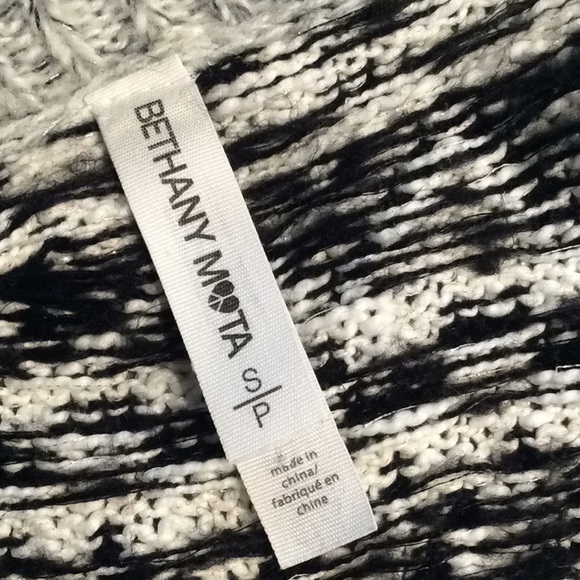 BETHANY MOTA
S|P
made in
china/
fabriqué en
chine